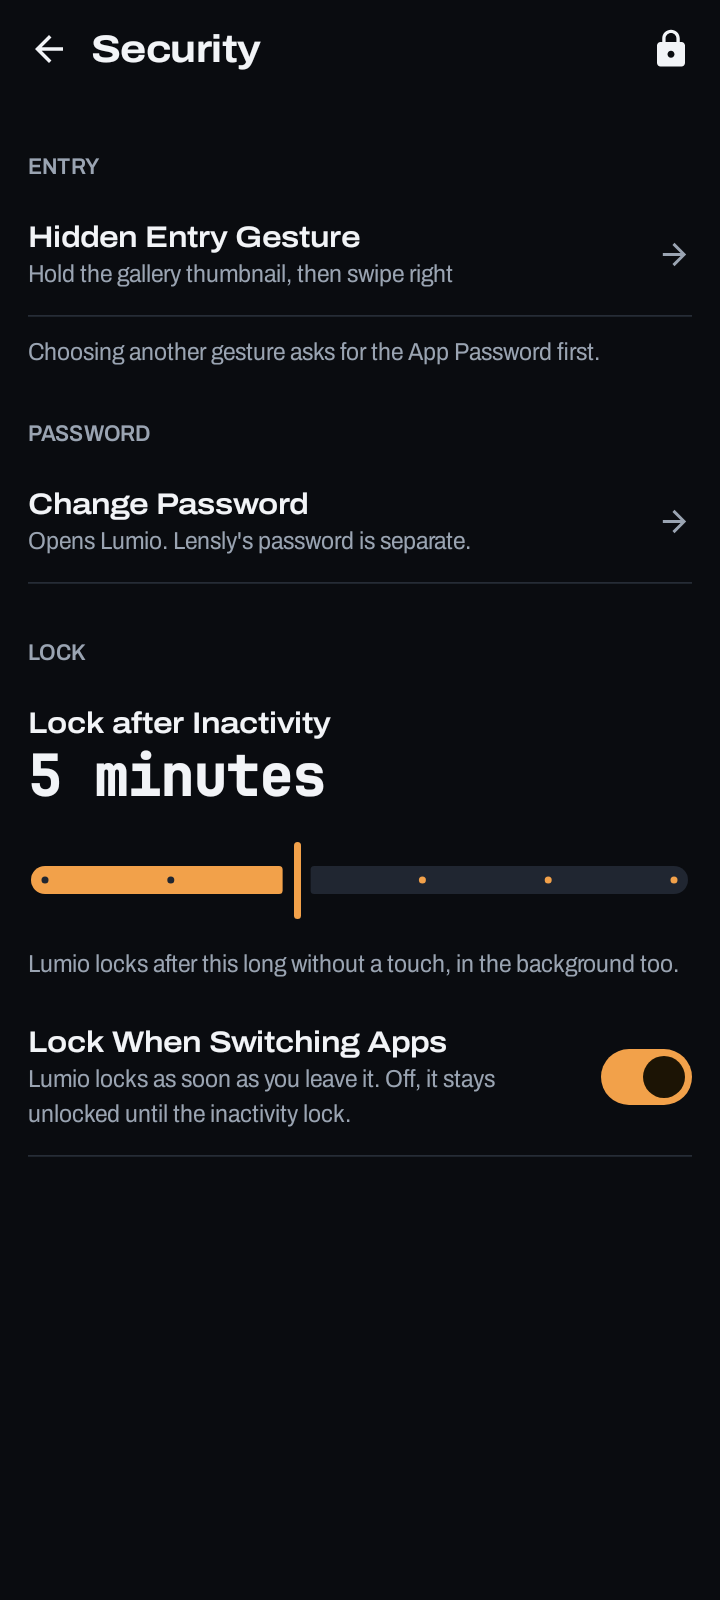 Security
ENTRY
Hidden Entry Gesture
Hold the gallery thumbnail, then swipe right
Choosing another gesture asks for the App Password first.
PASSWORD
Change Password
Opens Lumio. Lensly's password is separate.
LOCK
Lock after Inactivity
5 minutes
Lumio locks after this long without a touch, in the background too.
Lock When Switching Apps
Lumio locks as soon as you leave it. Off, it stays
unlocked until the inactivity lock.